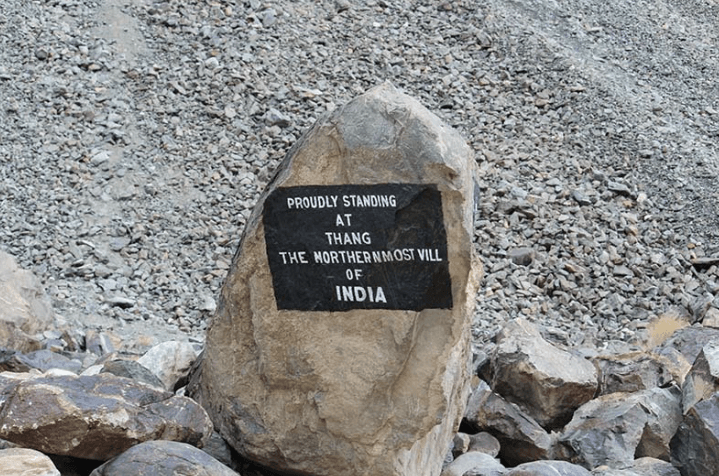 PROUDLY STANDING
AT
THANG
THE NORTHERNMOST VILL
OF
INDIA